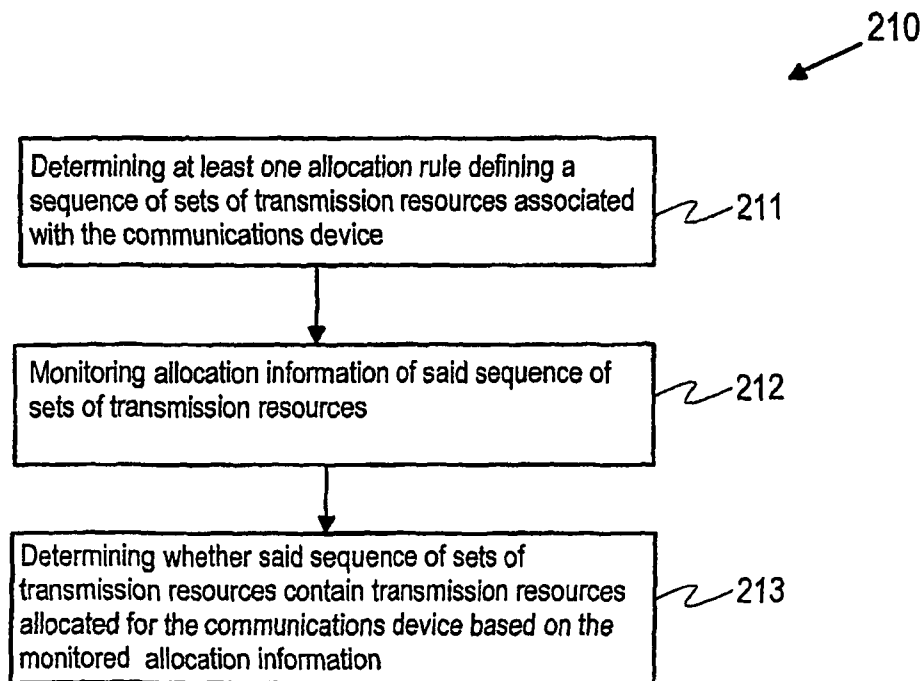 210
Determining at least one allocation rule defining a
sequence of sets of transmission resources associated
with the communications device
211
Monitoring allocation information of said sequence of
sets of transmission resources
212
Determining whether said sequence of sets of
transmission resources contain transmission resources
allocated for the communications device based on the
monitored allocation information
213